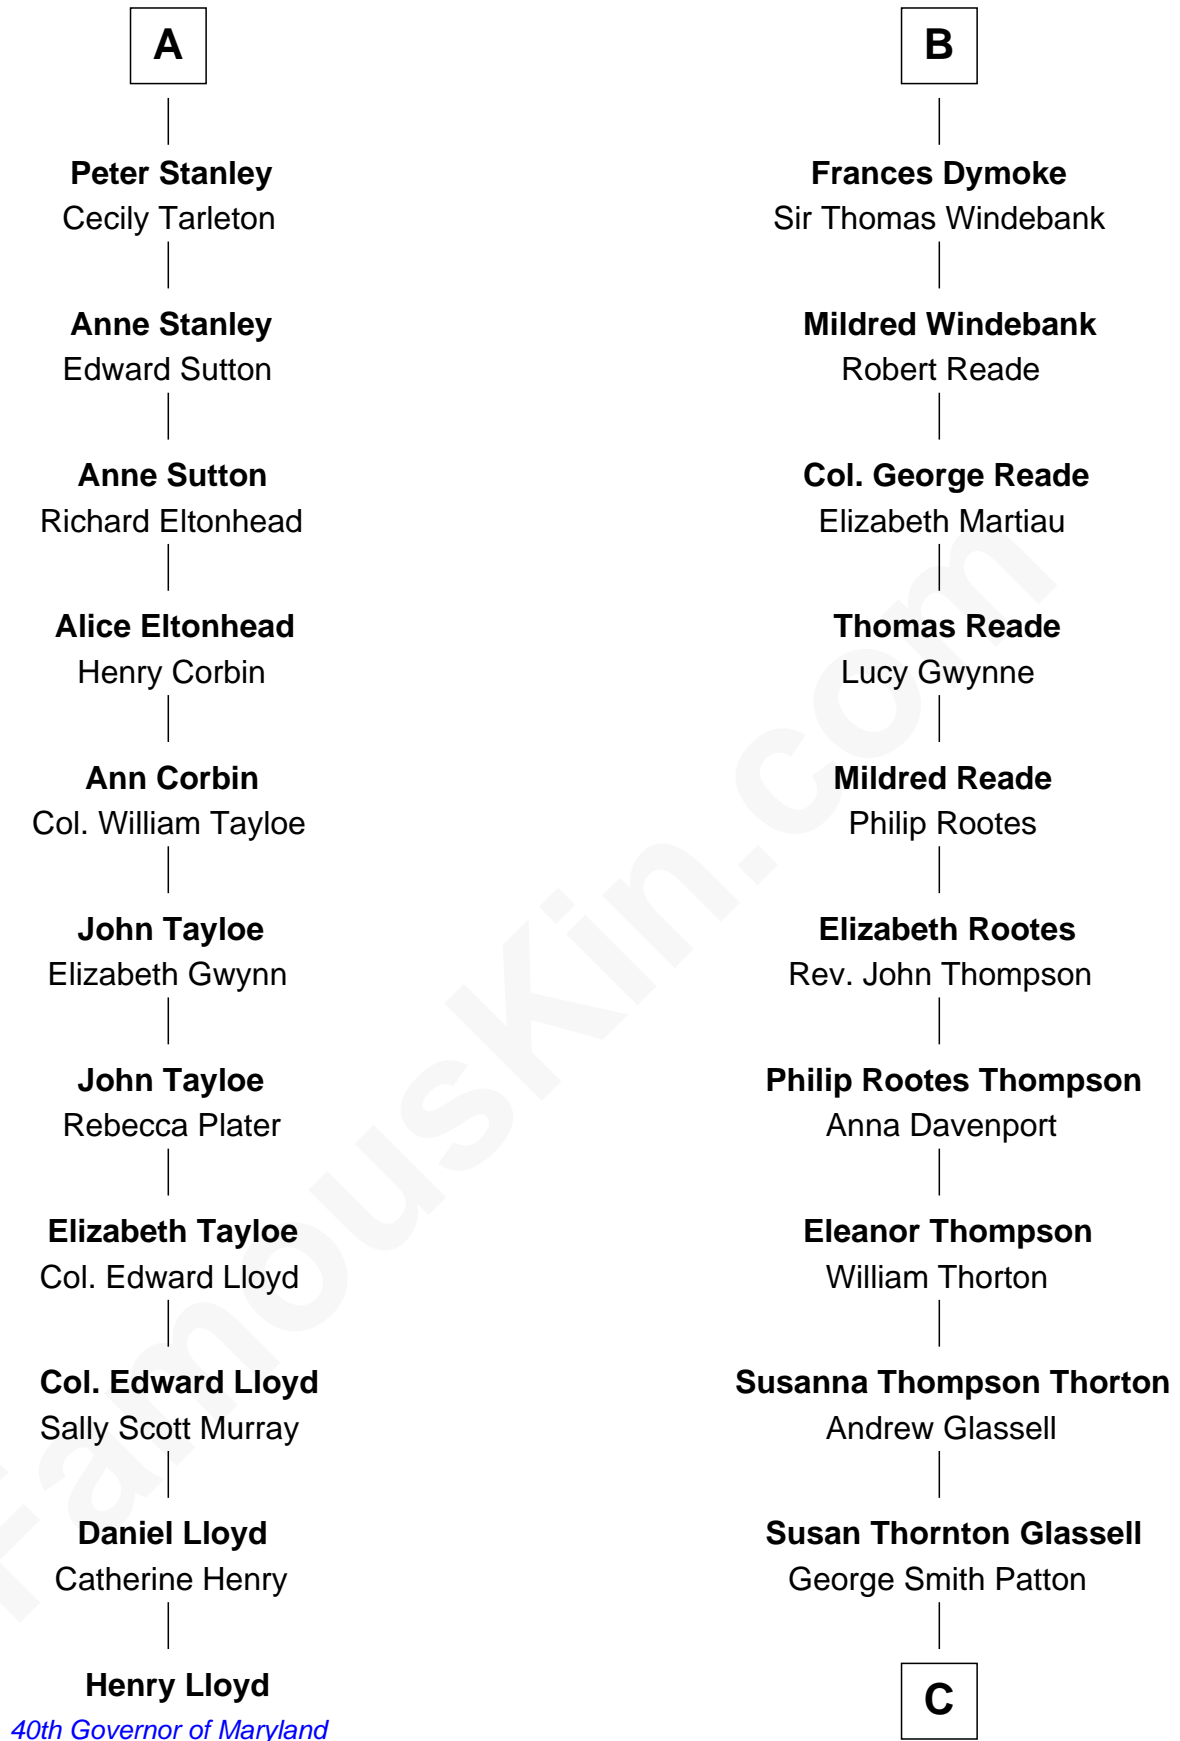 A
Peter Stanley
Cecily Tarleton
Anne Stanley
Edward Sutton
Anne Sutton
Richard Eltonhead
Alice Eltonhead
Henry Corbin
Ann Corbin
Col. William Tayloe
John Tayloe
Elizabeth Gwynn
John Tayloe
Rebecca Plater
Elizabeth Tayloe
Col. Edward Lloyd
Col. Edward Lloyd
Sally Scott Murray
Daniel Lloyd
Catherine Henry
Henry Lloyd
40th Governor of Maryland
B
Frances Dymoke
Sir Thomas Windebank
Mildred Windebank
Robert Reade
Col. George Reade
Elizabeth Martiau
Thomas Reade
Lucy Gwynne
Mildred Reade
Philip Rootes
Elizabeth Rootes
Rev. John Thompson
Philip Rootes Thompson
Anna Davenport
Eleanor Thompson
William Thorton
Susanna Thompson Thorton
Andrew Glassell
Susan Thornton Glassell
George Smith Patton
C
FamousKin.com